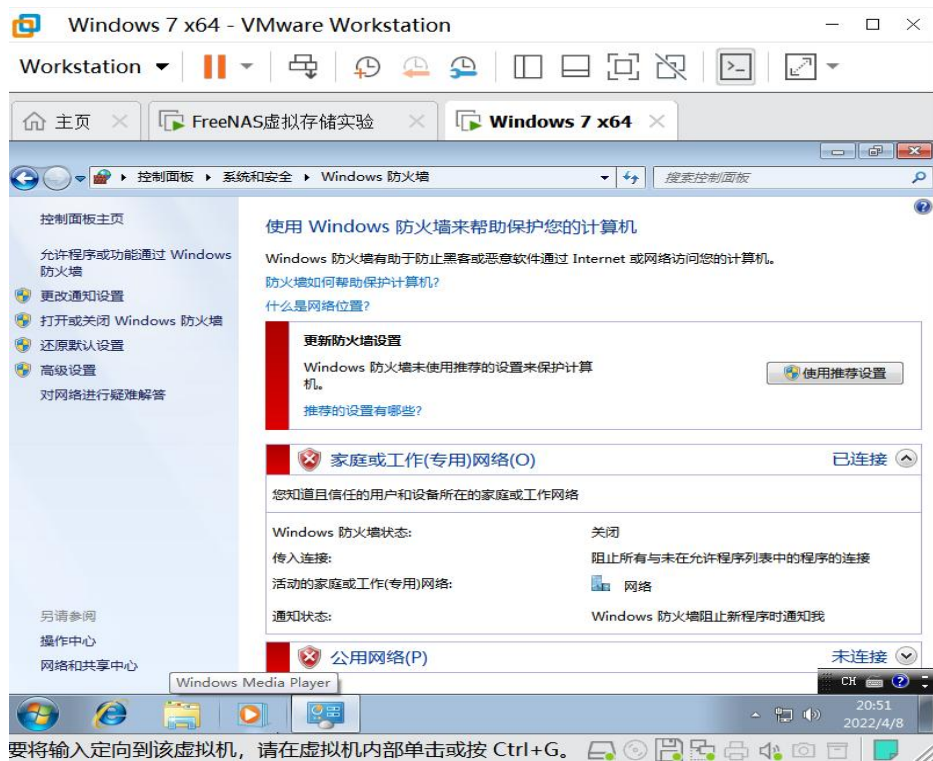 Windows 7 x64 - VMware Workstation
Workstation
主页 FreeNAS虚拟存储实验 Windows 7 x64
控制面板 系统和安全 Windows 防火墙 搜索控制面板
控制面板主页
允许程序或功能通过 Windows
防火墙
更改通知设置
打开或关闭 Windows 防火墙
还原默认设置
高级设置
对网络进行疑难解答
使用 Windows 防火墙来帮助保护您的计算机
Windows 防火墙有助于防止黑客或恶意软件通过 Internet 或网络访问您的计算机。
防火墙如何帮助保护计算机?
什么是网络位置?
更新防火墙设置
Windows 防火墙未使用推荐的设置来保护计算
机。
使用推荐设置
推荐的设置有哪些?
家庭或工作(专用)网络(O) 已连接
您知道且信任的用户和设备所在的家庭或工作网络
Windows 防火墙状态: 关闭
传入连接: 阻止所有与未在允许程序列表中的程序的连接
活动的家庭或工作(专用)网络: 网络
通知状态: Windows 防火墙阻止新程序时通知我
公用网络(P) 未连接
另请参阅
操作中心
网络和共享中心
Windows Media Player
CH
20:51
2022/4/8
要将输入定向到该虚拟机，请在虚拟机内部单击或按 Ctrl+G。